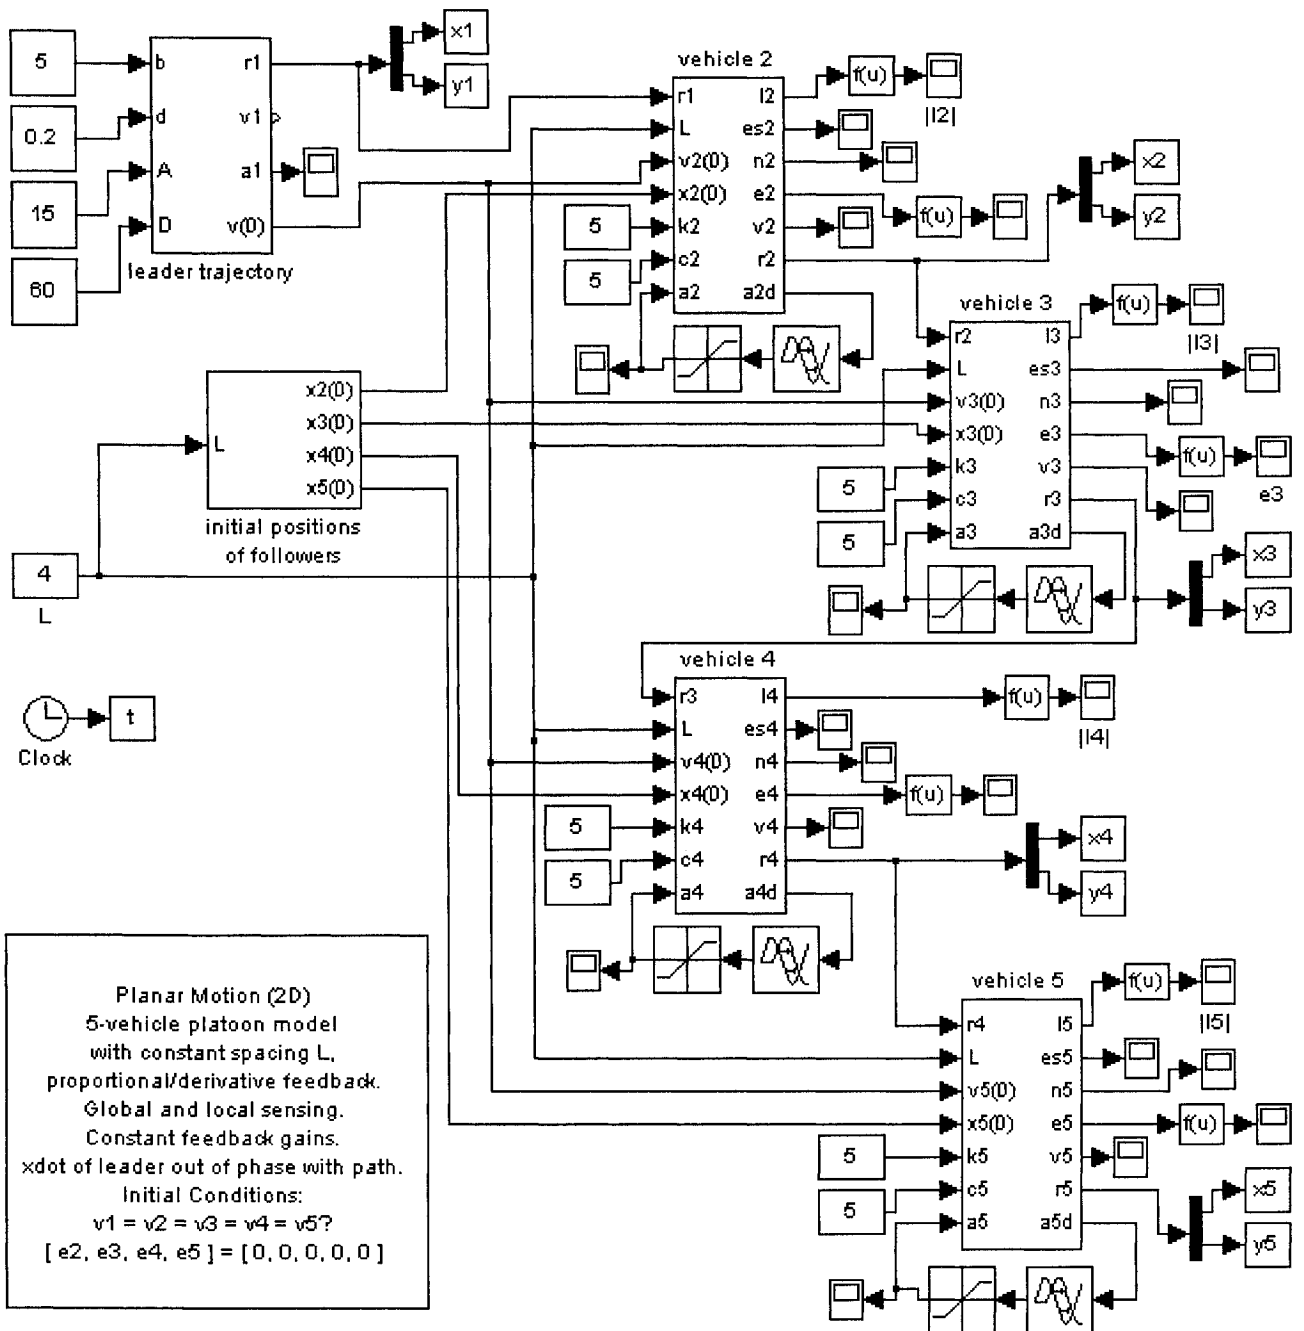 5
0.2
15
60
b
d
A
D
r1
v1
a1
v(0)
leader trajectory
x1
y1
vehicle 2
r1
L
v2(0)
x2(0)
k2
c2
a2
l2
es2
n2
e2
v2
r2
a2d
5
5
f(u)
|l2|
f(u)
x2
y2
vehicle 3
r2
L
v3(0)
x3(0)
k3
c3
a3
l3
es3
n3
e3
v3
r3
a3d
5
5
f(u)
|l3|
f(u)
e3
x3
y3
L
x2(0)
x3(0)
x4(0)
x5(0)
initial positions
of followers
4
L
Clock
t
vehicle 4
r3
L
v4(0)
x4(0)
k4
c4
a4
l4
es4
n4
e4
v4
r4
a4d
5
5
f(u)
|l4|
f(u)
x4
y4
vehicle 5
r4
L
v5(0)
x5(0)
k5
c5
a5
l5
es5
n5
e5
v5
r5
a5d
5
5
f(u)
|l5|
f(u)
x5
y5
Planar Motion (2D)
5-vehicle platoon model
with constant spacing L,
proportional/derivative feedback.
Global and local sensing.
Constant feedback gains.
xdot of leader out of phase with path.
Initial Conditions:
v1 = v2 = v3 = v4 = v5?
[ e2, e3, e4, e5 ] = [ 0, 0, 0, 0, 0 ]